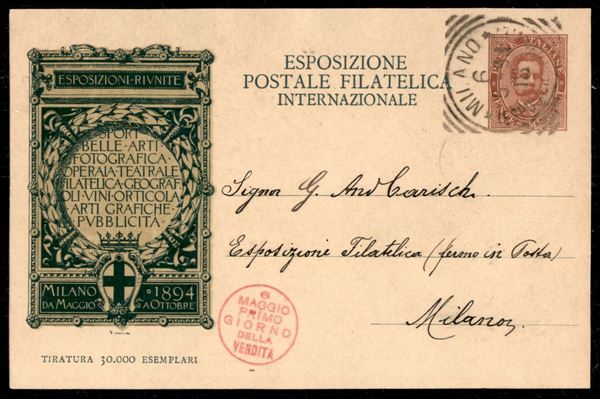 ESPOSIZIONI·RIVNITE
SPORT
BELLE·ARTI
FOTOGRAFICA·
OPERAIA·TEATRALE
FILATELICA·GEOGRAF.
OLI·VINI·ORTICOLA
ARTI GRAFICHE
PVBBLICITA·
MILANO · 1894
DA MAGGIO A OTTOBRE
TIRATURA 30.000 ESEMPLARI
ESPOSIZIONE
POSTALE FILATELICA
INTERNAZIONALE
MILANO
Signor G. And Carisch.
Esposizione Filatelica (fermo in Posta)
Milano,
6
MAGGIO
PRIMO
GIORNO
DELLA
VENDITA